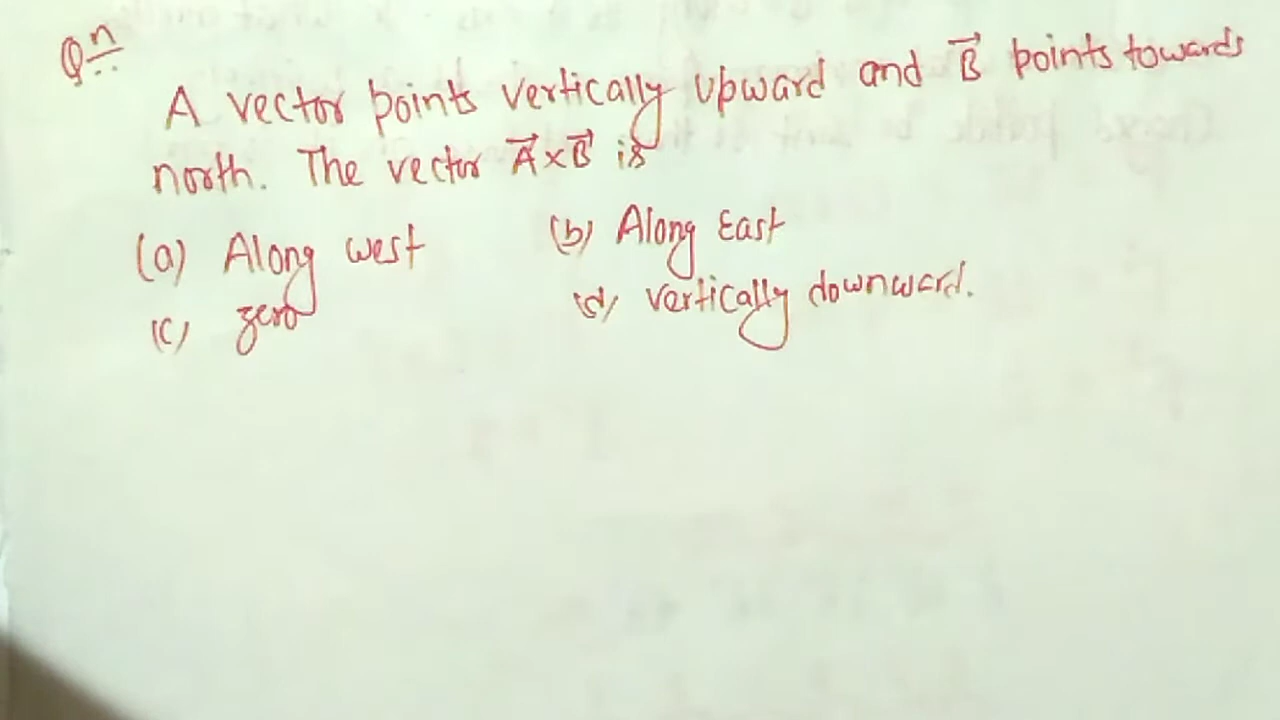 Qn
A vector points vertically upward and B⃗ points towards
north. The vector A⃗×B⃗ is
(a) Along west (b) Along East
(c) zero (d) vertically downward.